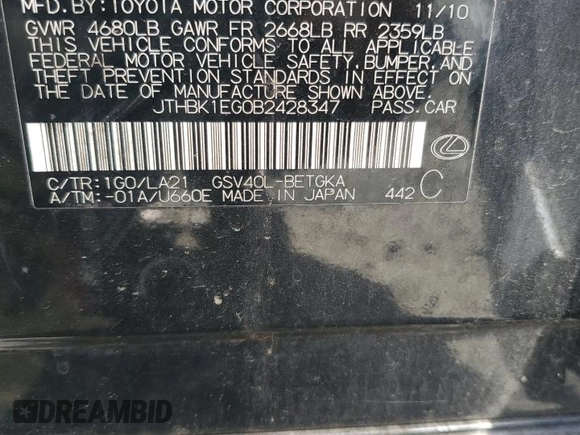 MFD.BY:TOYOTA MOTOR CORPORATION 11/10
GVWR 4680LB GAWR FR 2668LB RR 2359LB
THIS VEHICLE CONFORMS TO ALL APPLICABLE
FEDERAL MOTOR VEHICLE SAFETY,BUMPER,AND
THEFT PREVENTION STANDARDS IN EFFECT ON
THE DATE OF MANUFACTURE SHOWN ABOVE.
JTHBK1EG0B2428347 PASS.CAR
C/TR:1G0/LA21 GSV40L-BETGKA
A/TM:-01A/U660E MADE IN JAPAN 442 C
DREAMBID